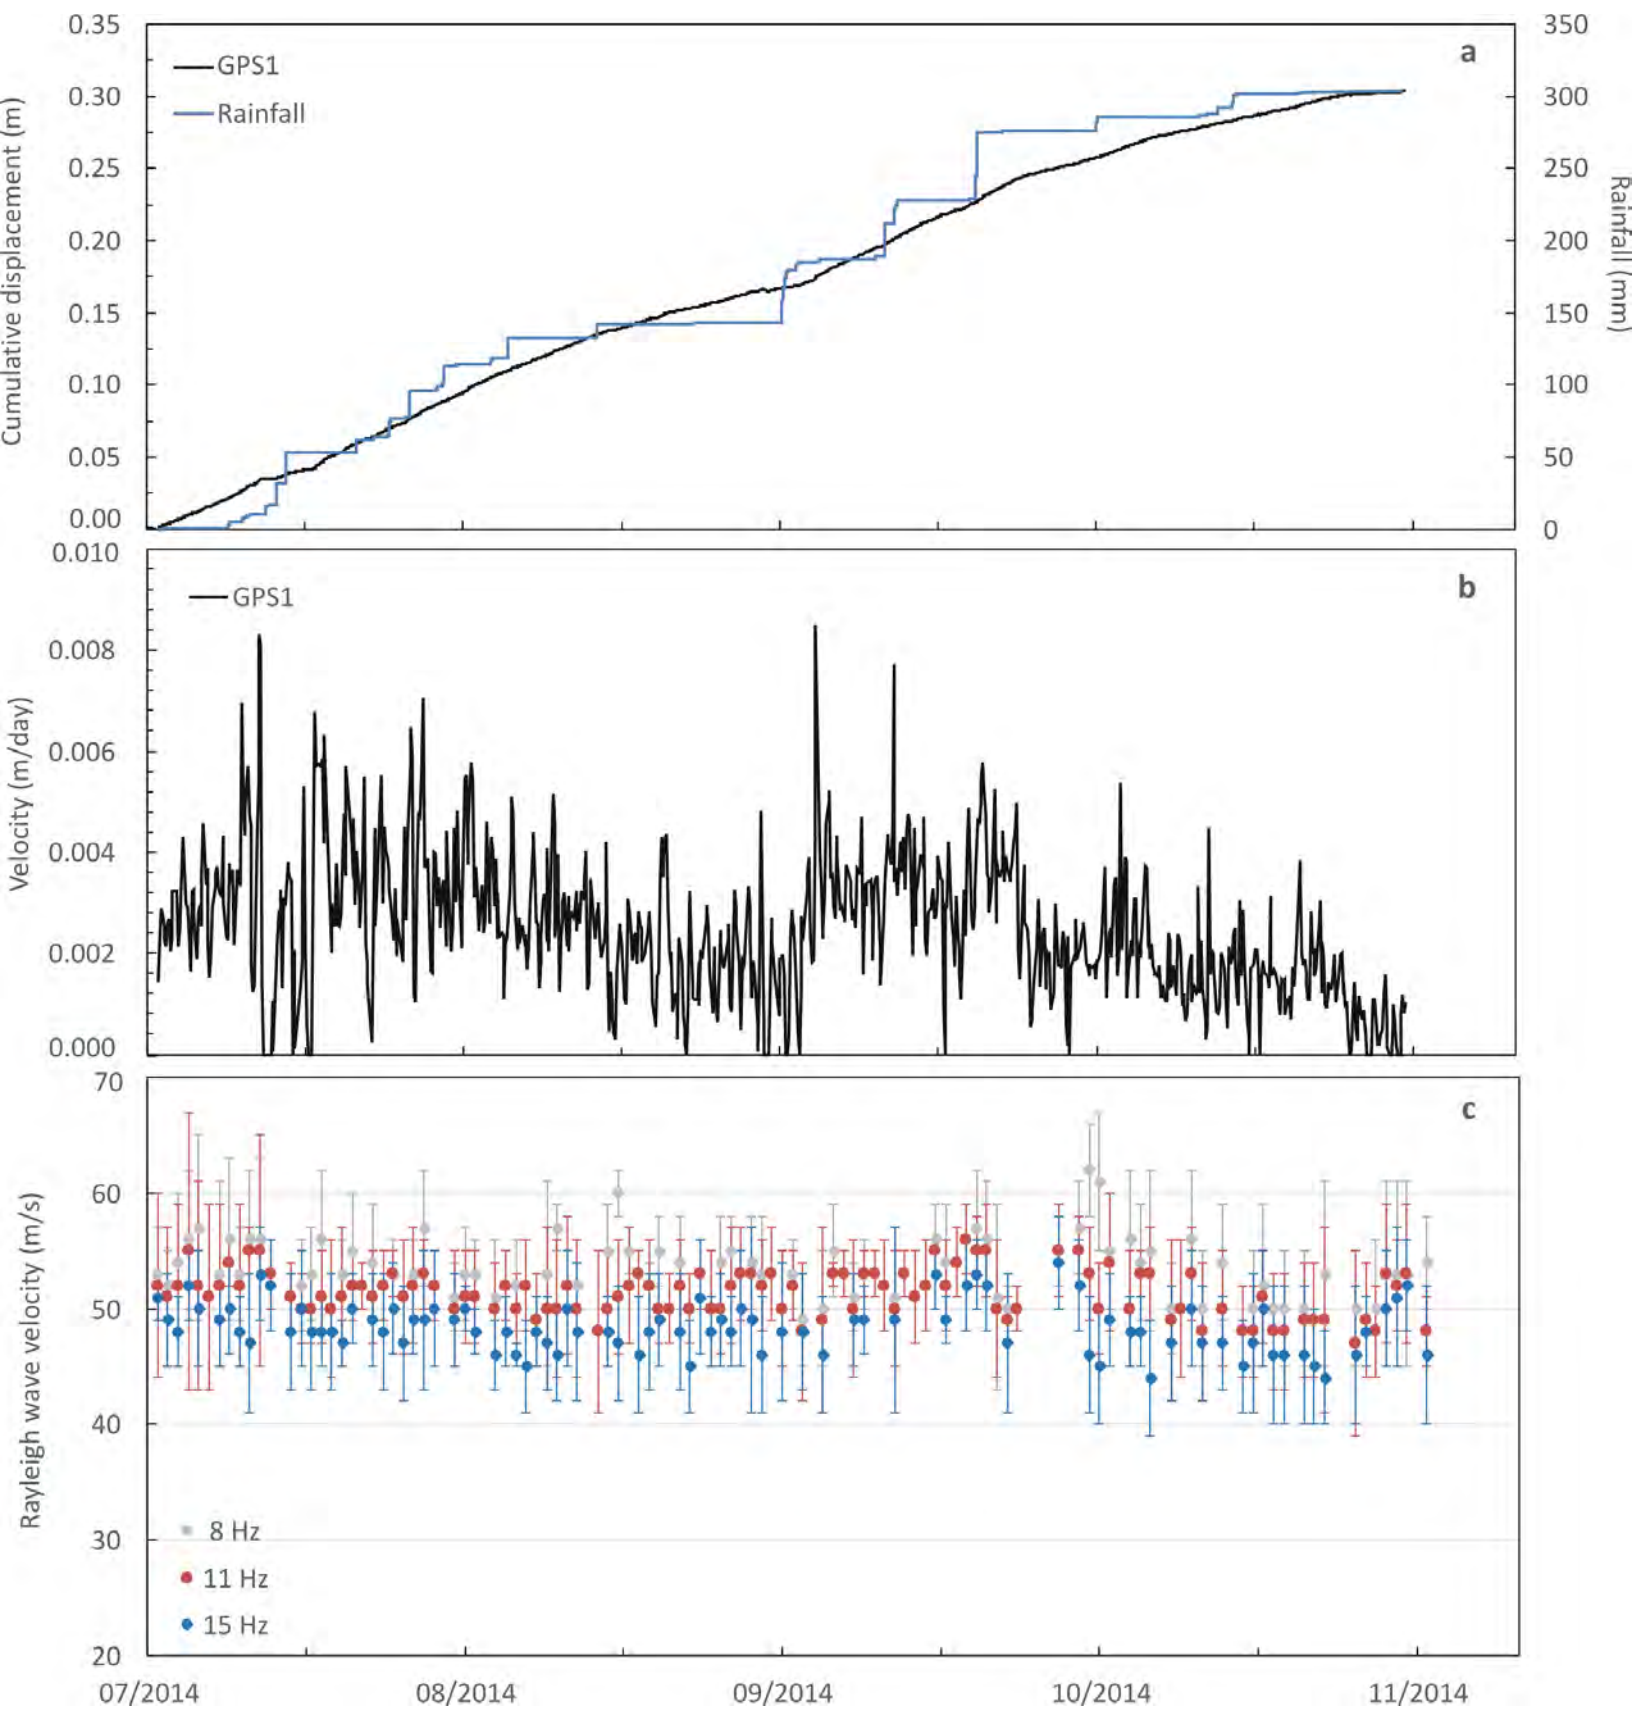 0.35 350
a
GPS1
Rainfall
0.30 300
0.25 250
0.20 200
0.15 150
0.10 100
0.05 50
0.00 0
Cumulative displacement (m)
Rainfall (mm)
0.010
b
GPS1
0.008
0.006
0.004
0.002
0.000
Velocity (m/day)
70
c
60
50
40
30
20
Rayleigh wave velocity (m/s)
8 Hz
11 Hz
15 Hz
07/2014 08/2014 09/2014 10/2014 11/2014